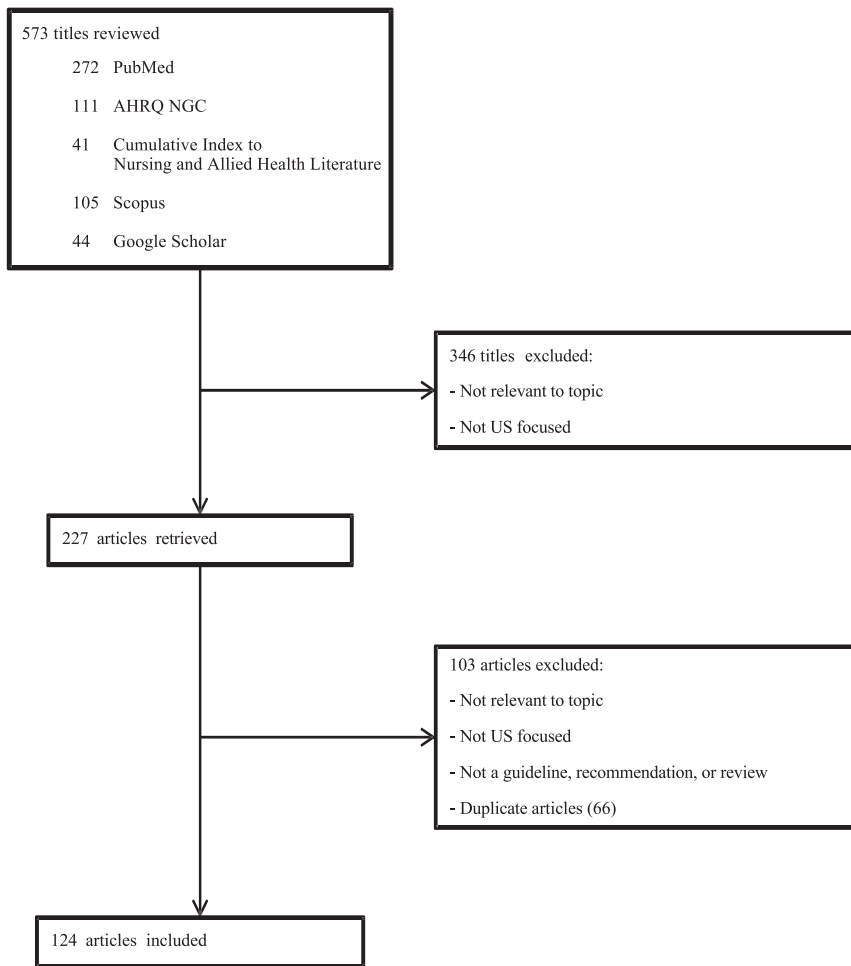 573 titles reviewed
272 PubMed
111 AHRQ NGC
41 Cumulative Index to
Nursing and Allied Health Literature
105 Scopus
44 Google Scholar
346 titles excluded:
- Not relevant to topic
- Not US focused
227 articles retrieved
103 articles excluded:
- Not relevant to topic
- Not US focused
- Not a guideline, recommendation, or review
- Duplicate articles (66)
124 articles included